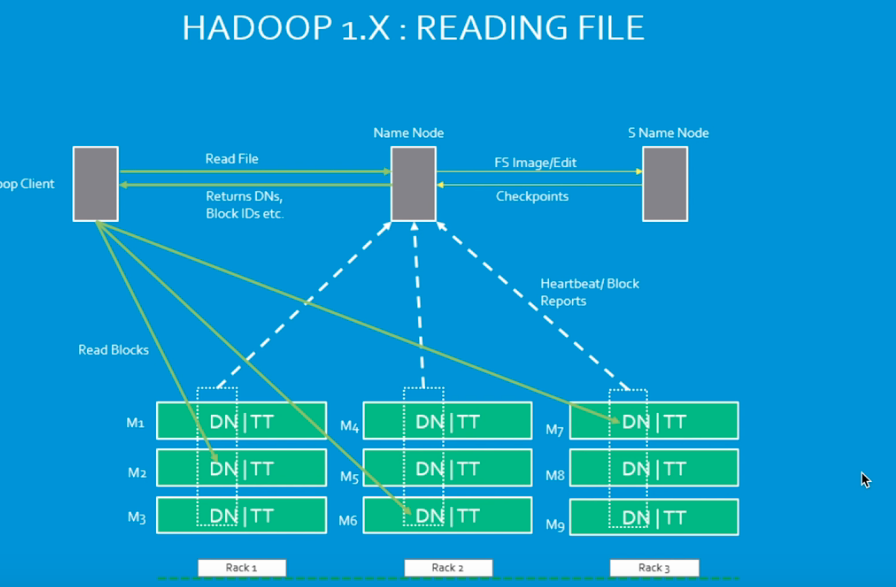 HADOOP 1.X : READING FILE
Name Node
S Name Node
Read File
FS Image/Edit
oop Client
Returns DNs,
Block IDs etc.
Checkpoints
Heartbeat/ Block
Reports
Read Blocks
M1 DN|TT
M4 DN|TT
M7 DN|TT
M2 DN|TT
M5 DN|TT
M8 DN|TT
M3 DN|TT
M6 DN|TT
M9 DN|TT
Rack 1
Rack 2
Rack 3